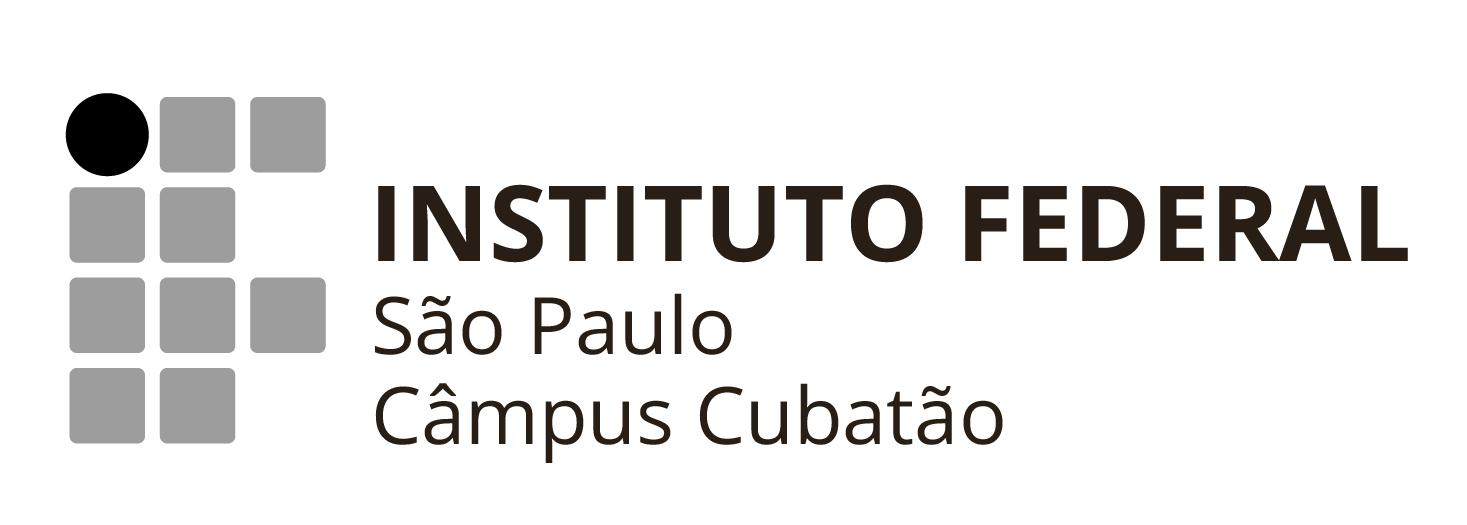 INSTITUTO FEDERAL
São Paulo
Câmpus Cubatão